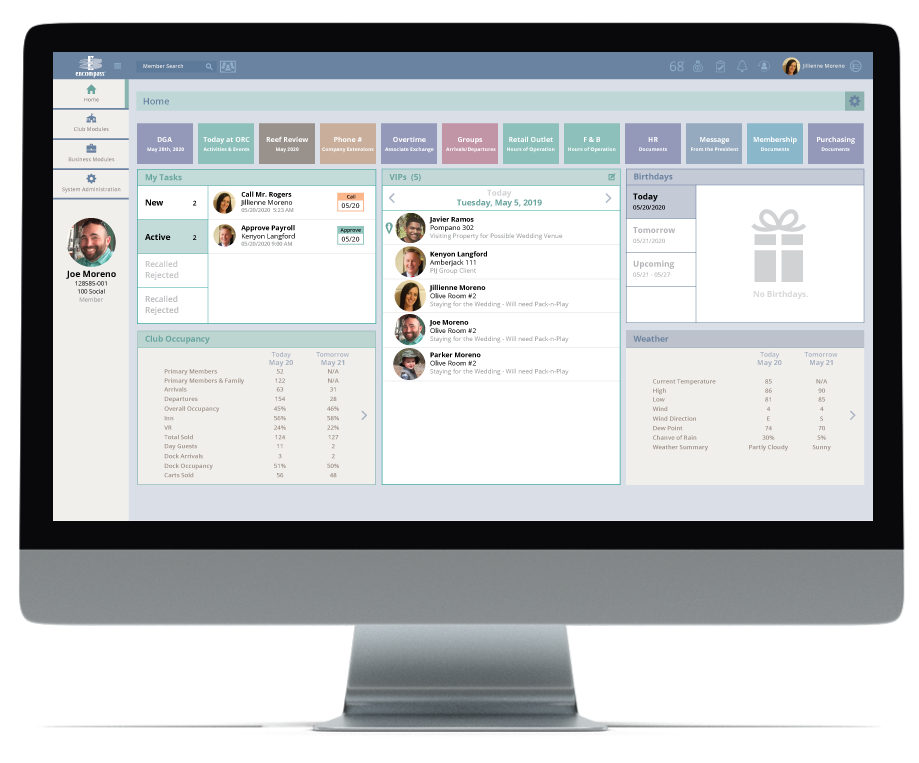 encompass
Member Search
68°
Jillienne Moreno
Home
Club Modules
Business Modules
System Administration
Joe Moreno
128585-001
100 Social
Member
Home
DGA
May 20th, 2020
Today at ORC
Activities & Events
Reef Review
May 2020
Phone #
Company Extensions
Overtime
Associate Exchange
Groups
Arrivals/Departures
Retail Outlet
Hours of Operation
F & B
Hours of Operation
HR
Documents
Message
From the President
Membership
Documents
Purchasing
Documents
My Tasks
New 2
Active 2
Recalled
Rejected
Recalled
Rejected
Call Mr. Rogers
Jillienne Moreno
05/20/2020 5:23 AM
Call
05/20
Approve Payroll
Kenyon Langford
05/20/2020 9:00 AM
Approve
05/20
VIPs (5)
Today
Tuesday, May 5, 2019
Javier Ramos
Pompano 302
Visiting Property for Possible Wedding Venue
Kenyon Langford
Amberjack 111
PIJ Group Client
Jillienne Moreno
Olive Room #2
Staying for the Wedding - Will need Pack-n-Play
Joe Moreno
Olive Room #2
Staying for the Wedding - Will need Pack-n-Play
Parker Moreno
Olive Room #2
Staying for the Wedding - Will need Pack-n-Play
Birthdays
Today
05/20/2020
Tomorrow
05/21/2020
Upcoming
05/21 -05/27
No Birthdays.
Club Occupancy
Today Tomorrow
May 20 May 21
Primary Members 52 N/A
Primary Members & Family 122 N/A
Arrivals 63 31
Departures 154 28
Overall Occupancy 45% 46%
Inn 56% 58%
VR 24% 22%
Total Sold 124 127
Day Guests 11 2
Dock Arrivals 3 2
Dock Occupancy 51% 50%
Carts Sold 56 48
Weather
Today Tomorrow
May 20 May 21
Current Temperature 85 N/A
High 86 90
Low 81 85
Wind 4 4
Wind Direction E S
Dew Point 74 70
Chanve of Rain 30% 5%
Weather Summary Partly Cloudy Sunny